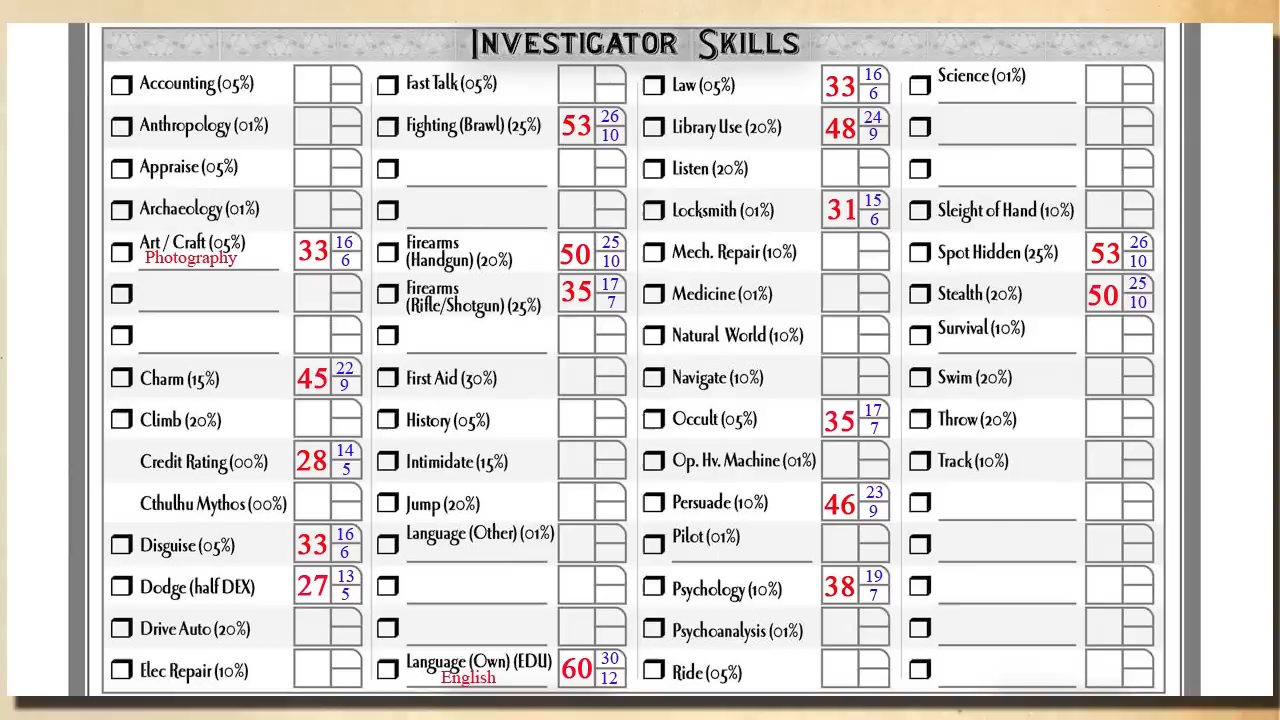 INVESTIGATOR SKILLS
Accounting (05%)
Anthropology (01%)
Appraise (05%)
Archaeology (01%)
Art / Craft (05%) 33 16 6
Photography
Charm (15%) 45 22 9
Climb (20%)
Credit Rating (00%) 28 14 5
Cthulhu Mythos (00%)
Disguise (05%) 33 16 6
Dodge (half DEX) 27 13 5
Drive Auto (20%)
Elec Repair (10%)
Fast Talk (05%)
Fighting (Brawl) (25%) 53 26 10
Firearms
(Handgun) (20%) 50 25 10
Firearms
(Rifle/Shotgun) (25%) 35 17 7
First Aid (30%)
History (05%)
Intimidate (15%)
Jump (20%)
Language (Other) (01%)
Language (Own) (EDU) 60 30 12
English
Law (05%) 33 16 6
Library Use (20%) 48 24 9
Listen (20%)
Locksmith (01%) 31 15 6
Mech. Repair (10%)
Medicine (01%)
Natural World (10%)
Navigate (10%)
Occult (05%) 35 17 7
Op. Hv. Machine (01%)
Persuade (10%) 46 23 9
Pilot (01%)
Psychology (10%) 38 19 7
Psychoanalysis (01%)
Ride (05%)
Science (01%)
Sleight of Hand (10%)
Spot Hidden (25%) 53 26 10
Stealth (20%) 50 25 10
Survival (10%)
Swim (20%)
Throw (20%)
Track (10%)